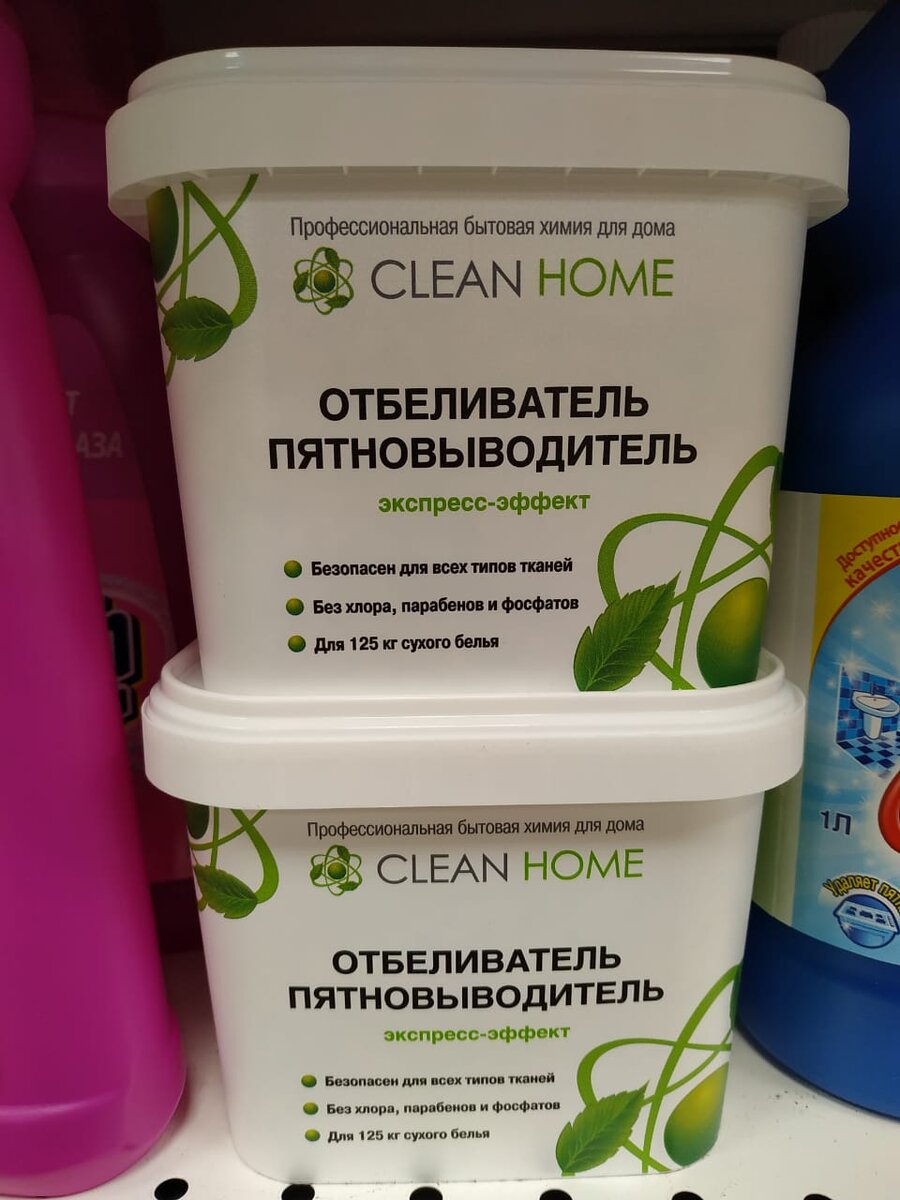 Профессиональная бытовая химия для дома
CLEAN HOME
ОТБЕЛИВАТЕЛЬ
ПЯТНОВЫВОДИТЕЛЬ
экспресс-эффект
Безопасен для всех типов тканей
Без хлора, парабенов и фосфатов
Для 125 кг сухого белья
Профессиональная бытовая химия для дома
CLEAN HOME
ОТБЕЛИВАТЕЛЬ
ПЯТНОВЫВОДИТЕЛЬ
экспресс-эффект
Безопасен для всех типов тканей
Без хлора, парабенов и фосфатов
Для 125 кг сухого белья
1Л
Удаляет